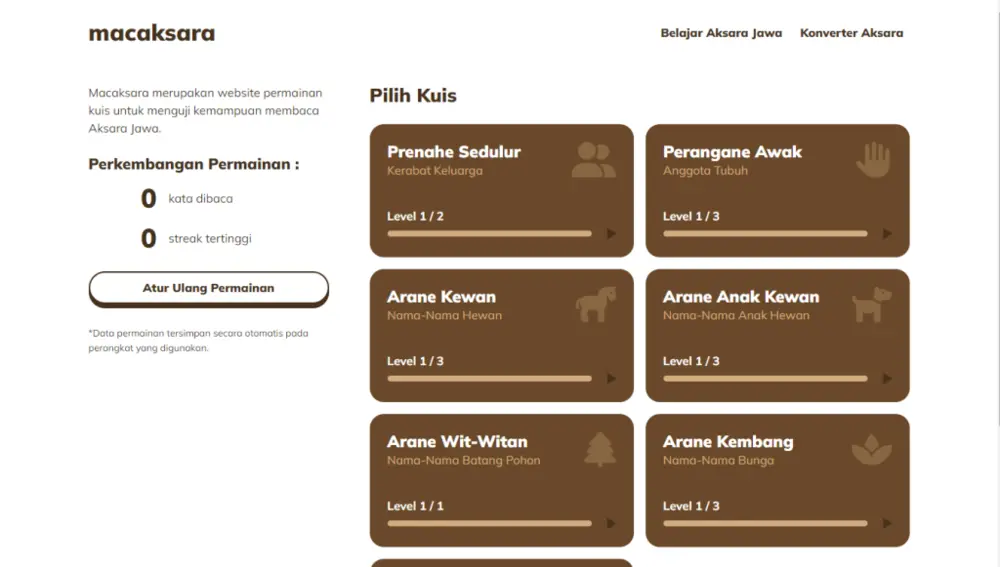 macaksara
Belajar Aksara Jawa
Konverter Aksara
Macaksara merupakan website permainan
kuis untuk menguji kemampuan membaca
Aksara Jawa.
Perkembangan Permainan :
0 kata dibaca
0 streak tertinggi
Atur Ulang Permainan
*Data permainan tersimpan secara otomatis pada
perangkat yang digunakan.
Pilih Kuis
Prenahe Sedulur
Kerabat Keluarga
Level 1 / 2
Perangane Awak
Anggota Tubuh
Level 1 / 3
Arane Kewan
Nama-Nama Hewan
Level 1 / 3
Arane Anak Kewan
Nama-Nama Anak Hewan
Level 1 / 3
Arane Wit-Witan
Nama-Nama Batang Pohon
Level 1 / 1
Arane Kembang
Nama-Nama Bunga
Level 1 / 3